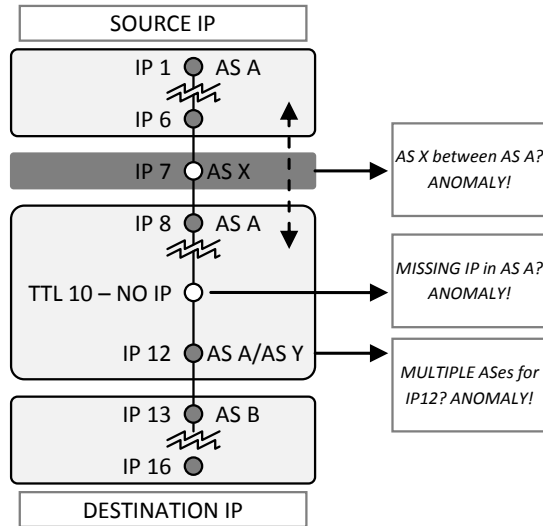 SOURCE IP
IP 1 AS A
IP 6
IP 7 AS X
AS X between AS A?
ANOMALY!
IP 8 AS A
TTL 10 – NO IP
MISSING IP in AS A?
ANOMALY!
IP 12 AS A/AS Y
MULTIPLE ASes for
IP12? ANOMALY!
IP 13 AS B
IP 16
DESTINATION IP